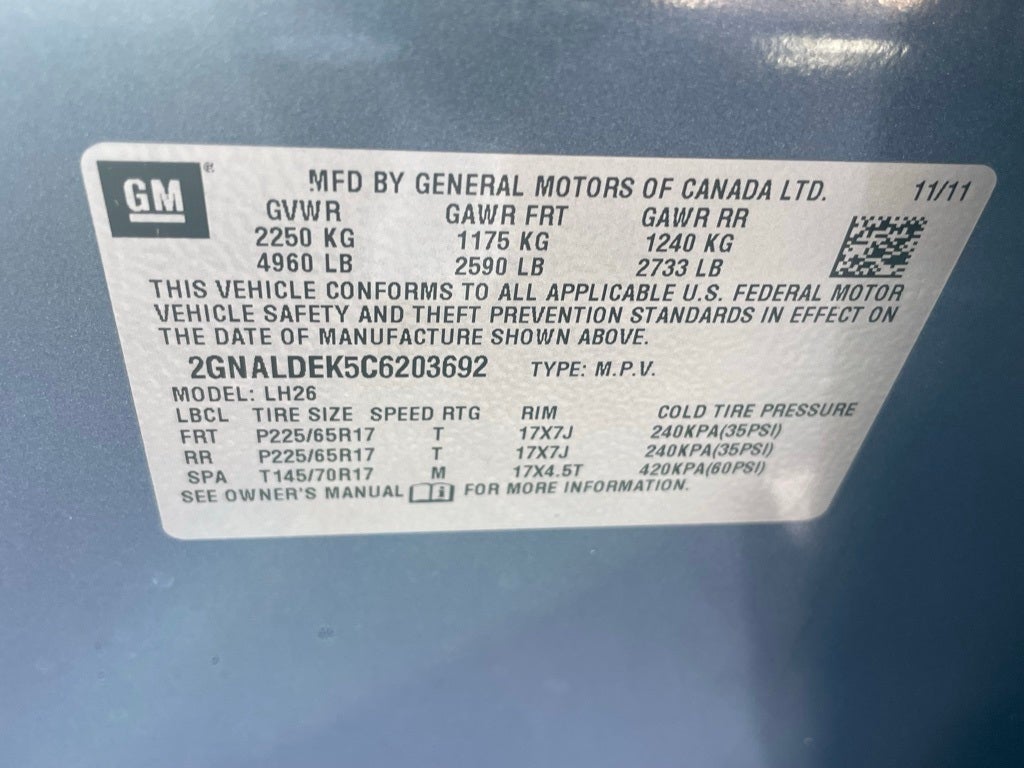 GM ® MFD BY GENERAL MOTORS OF CANADA LTD. 11/11
GVWR GAWR FRT GAWR RR
2250 KG 1175 KG 1240 KG
4960 LB 2590 LB 2733 LB
THIS VEHICLE CONFORMS TO ALL APPLICABLE U.S. FEDERAL MOTOR
VEHICLE SAFETY AND THEFT PREVENTION STANDARDS IN EFFECT ON
THE DATE OF MANUFACTURE SHOWN ABOVE.
2GNALDEK5C6203692 TYPE: M.P.V.
MODEL: LH26
LBCL TIRE SIZE SPEED RTG RIM COLD TIRE PRESSURE
FRT P225/65R17 T 17X7J 240KPA(35PSI)
RR P225/65R17 T 17X7J 240KPA(35PSI)
SPA T145/70R17 M 17X4.5T 420KPA(60PSI)
SEE OWNER'S MANUAL i FOR MORE INFORMATION.